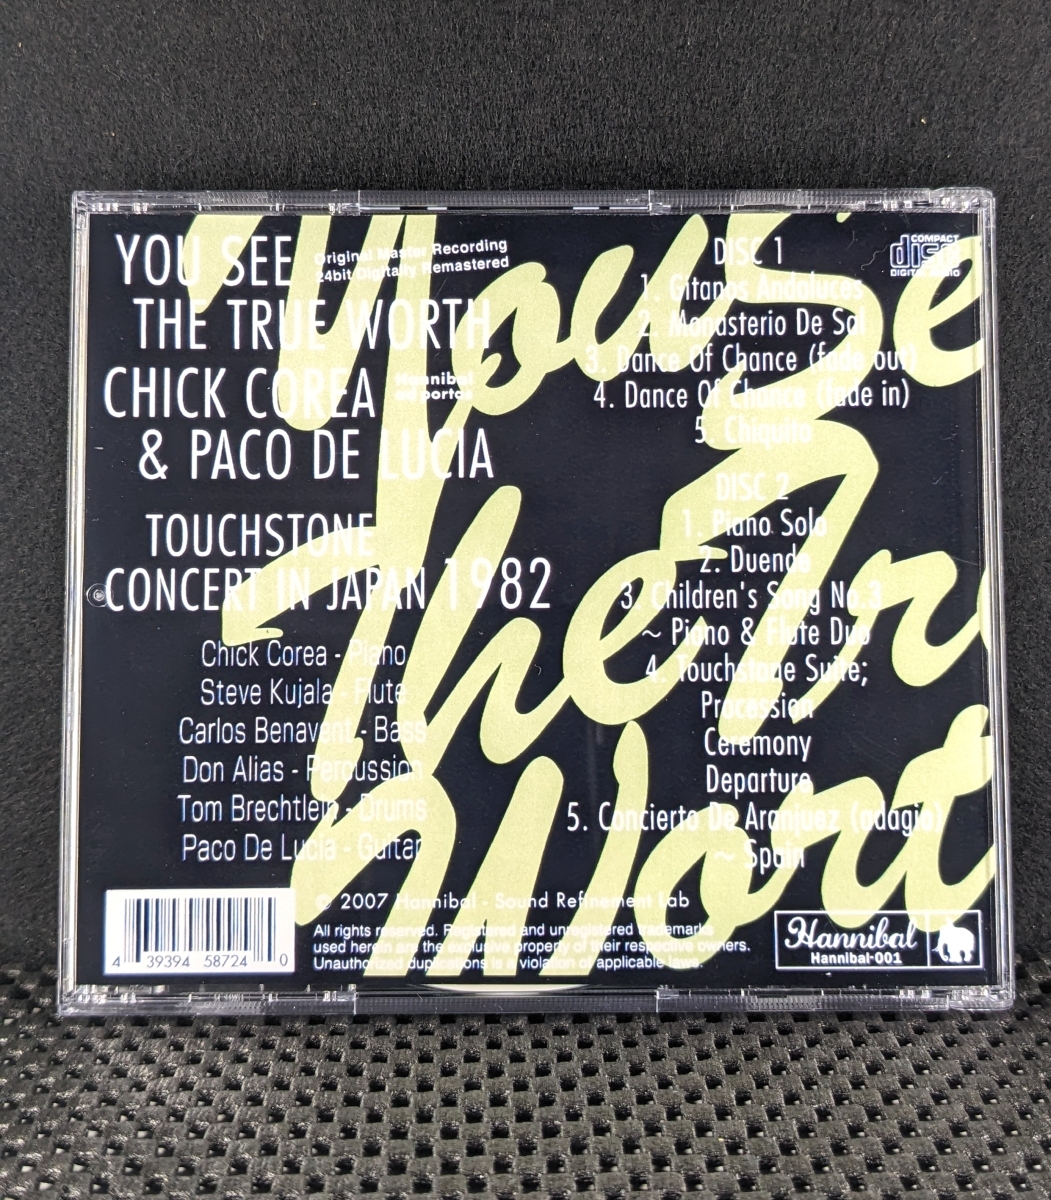 YOU SEE
Original Master Recording
24bit Digitally Remastered
THE TRUE WORTH
CHICK COREA
Hannibal
ad portas
& PACO DE LUCIA
TOUCHSTONE
CONCERT IN JAPAN 1982
Chick Corea - Piano
Steve Kujala - Flute
Carlos Benavent - Bass
Don Alias - Percussion
Tom Brechtlein - Drums
Paco De Lucia - Guitar
DISC 1
1. Gitanos Andaluces
2. Monasterio De Sal
3. Dance Of Chance (fade out)
4. Dance Of Chance (fade in)
5. Chiquito
DISC 2
1. Piano Solo
2. Duende
3. Children's Song No.3
~ Piano & Flute Duo
4. Touchstone Suite;
Procession
Ceremony
Departure
5. Concierto De Aranjuez (adagio)
~ Spain
COMPACT
disc
DIGITAL AUDIO
You See
The Tru
Wort
© 2007 Hannibal - Sound Refinement Lab
All rights reserved. Registered and unregistered trademarks
used herein are the exclusive property of their respective owners.
Unauthorized duplications is a violation of applicable laws.
4 39394 58724 0
Hannibal
Hannibal-001